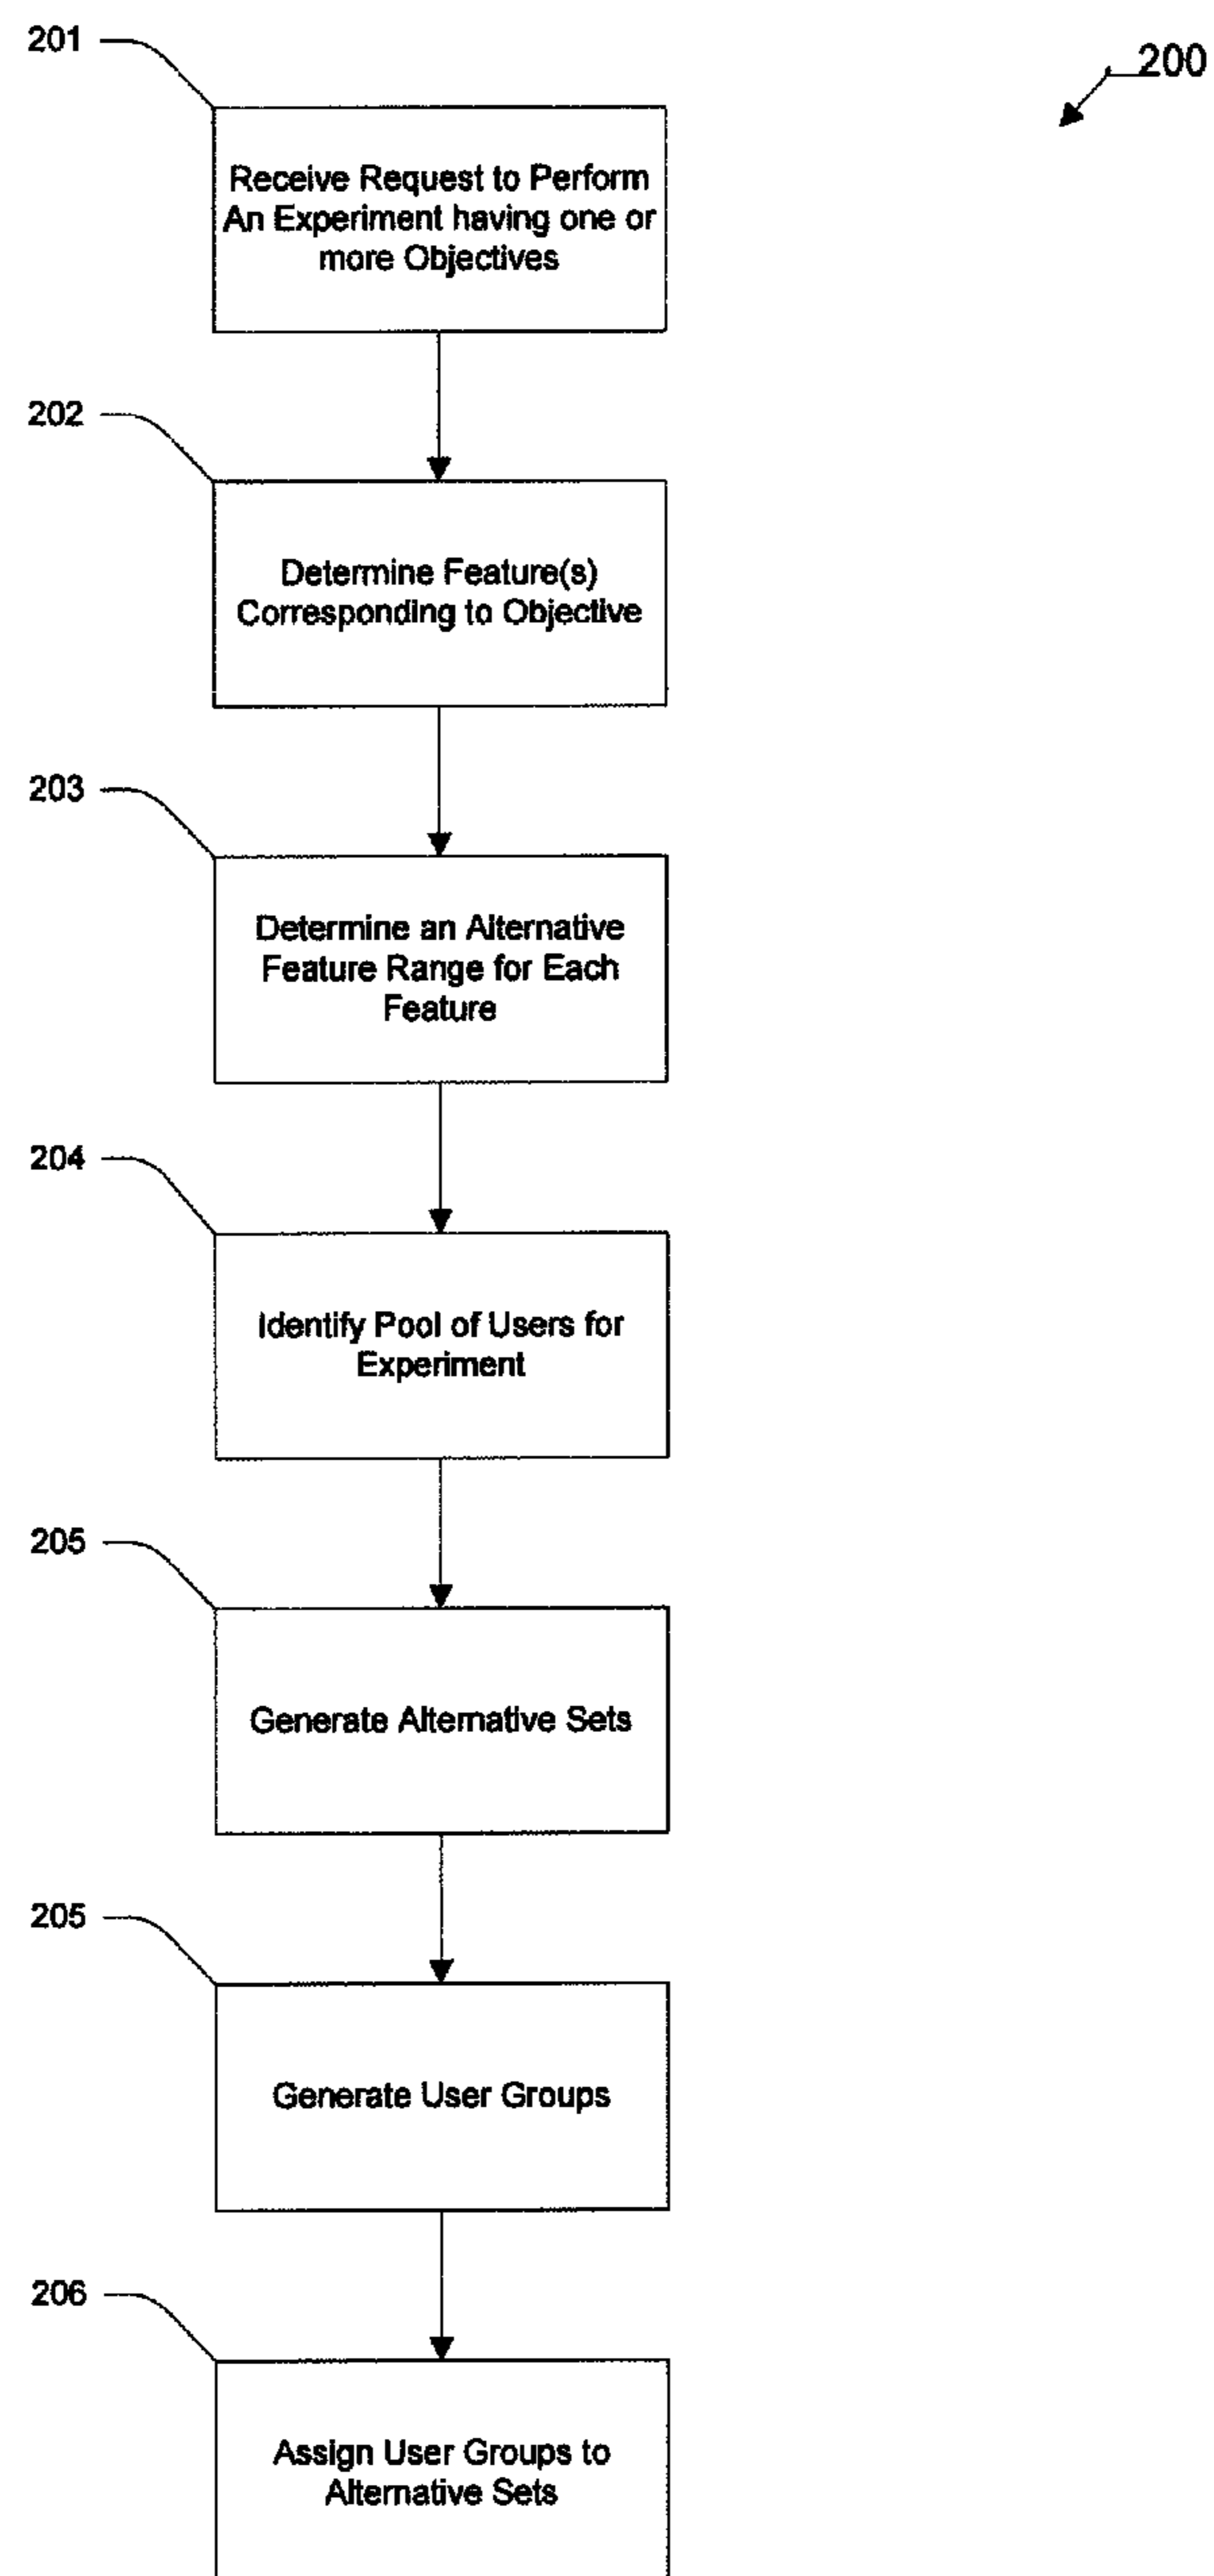 201
200
Receive Request to Perform
An Experiment having one or
more Objectives
202
Determine Feature(s)
Corresponding to Objective
203
Determine an Alternative
Feature Range for Each
Feature
204
Identify Pool of Users for
Experiment
205
Generate Alternative Sets
205
Generate User Groups
206
Assign User Groups to
Alternative Sets